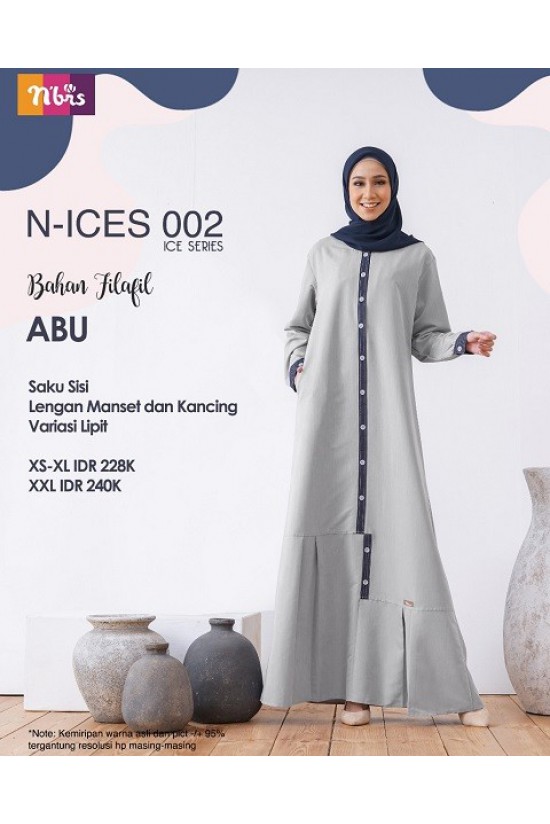 N'brs
N-ICES 002
ICE SERIES
Bahan Filafil
ABU
Saku Sisi
Lengan Manset dan Kancing
Variasi Lipit
XS-XL IDR 228K
XXL IDR 240K
*Note: Kemiripan warna asli dan pict -/+ 95%
tergantung resolusi hp masing-masing